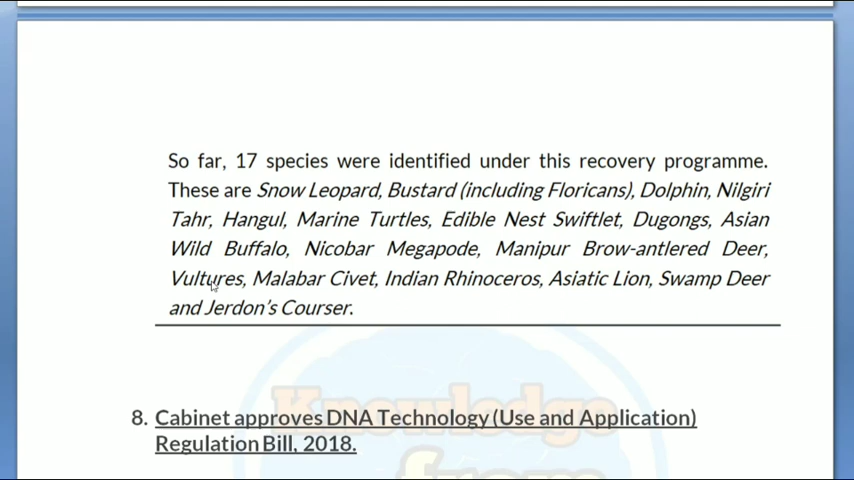 So far, 17 species were identified under this recovery programme.
These are Snow Leopard, Bustard (including Floricans), Dolphin, Nilgiri
Tahr, Hangul, Marine Turtles, Edible Nest Swiftlet, Dugongs, Asian
Wild Buffalo, Nicobar Megapode, Manipur Brow-antlered Deer,
Vultures, Malabar Civet, Indian Rhinoceros, Asiatic Lion, Swamp Deer
and Jerdon's Courser.
Knowledge
8. Cabinet approves DNA Technology (Use and Application)
Regulation Bill, 2018.
from